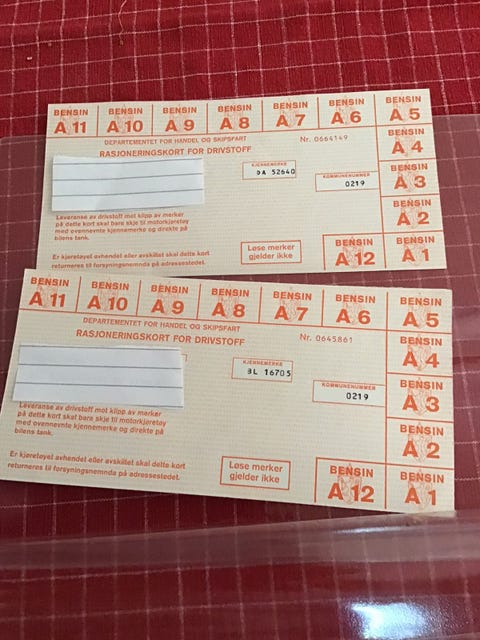 BENSIN BENSIN BENSIN BENSIN BENSIN BENSIN BENSIN
A 11 A 10 A 9 A 8 A 7 A 6 A 5
DEPARTEMENTET FOR HANDEL OG SKIPSFART Nr. 0664149
RASJONERINGSKORT FOR DRIVSTOFF
BENSIN
A 4
KJENNEMERKE
DA 52640
KOMMUNENUMMER
0219
BENSIN
A 3
Leveranse av drivstoff mot klipp av merker
på dette kort skal bare skje til motorkjøretøy
med ovennevnte kjennemerke og direkte på
bilens tank.
BENSIN
A 2
Er kjøretøyet avhendet eller avskiltet skal dette kort
returneres til forsyningsnemnda på adressestedet.
Løse merker
gjelder ikke
BENSIN BENSIN
A 12 A 1
BENSIN BENSIN BENSIN BENSIN BENSIN BENSIN BENSIN
A 11 A 10 A 9 A 8 A 7 A 6 A 5
DEPARTEMENTET FOR HANDEL OG SKIPSFART
RASJONERINGSKORT FOR DRIVSTOFF Nr. 0645861
BENSIN
A 4
KJENNEMERKE
BL 16705
KOMMUNENUMMER
0219
BENSIN
A 3
Leveranse av drivstoff mot klipp av merker
på dette kort skal bare skje til motorkjøretøy
med ovennevnte kjennemerke og direkte på
bilens tank.
BENSIN
A 2
Er kjøretøyet avhendet eller avskiltet skal dette kort
returneres til forsyningsnemnda på adressestedet.
Løse merker
gjelder ikke
BENSIN BENSIN
A 12 A 1